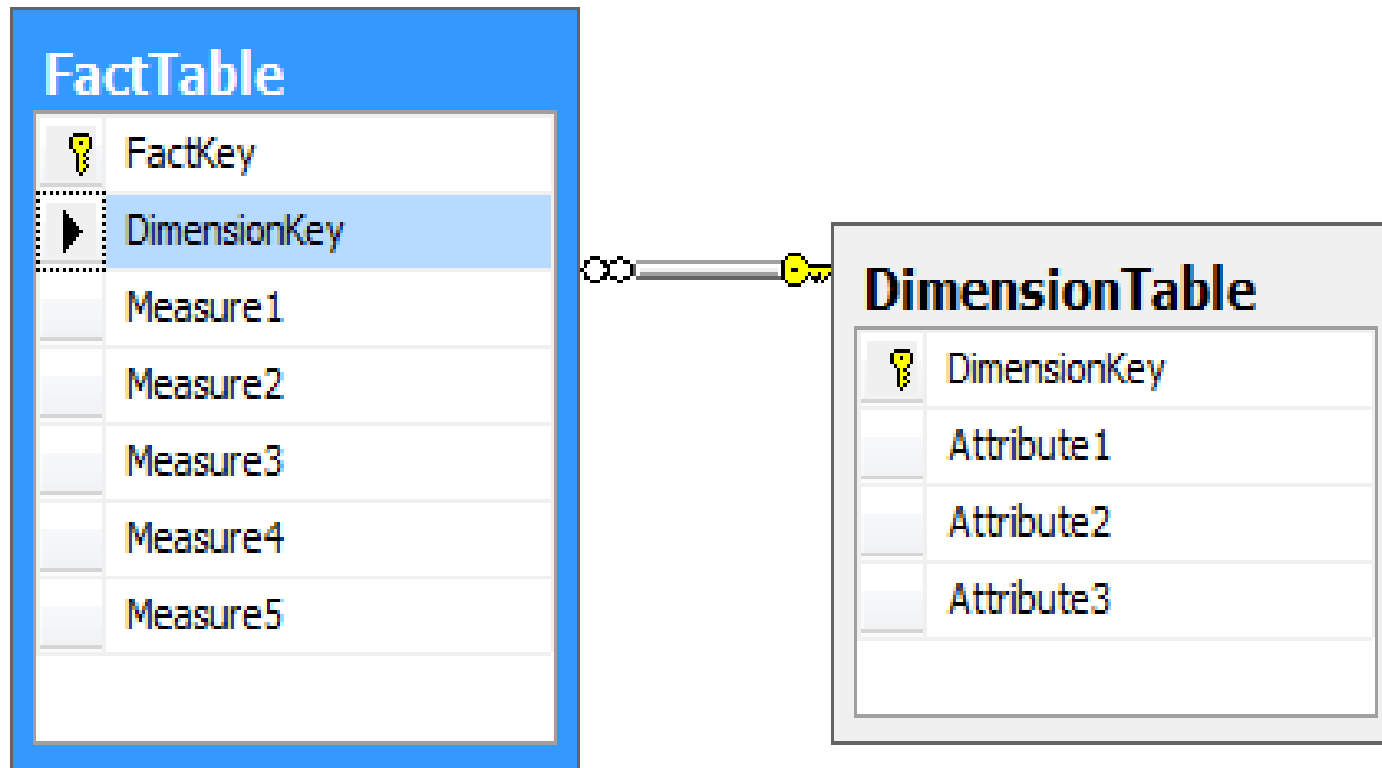 FactTable
FactKey
DimensionKey
Measure1
Measure2
Measure3
Measure4
Measure5
DimensionTable
DimensionKey
Attribute1
Attribute2
Attribute3